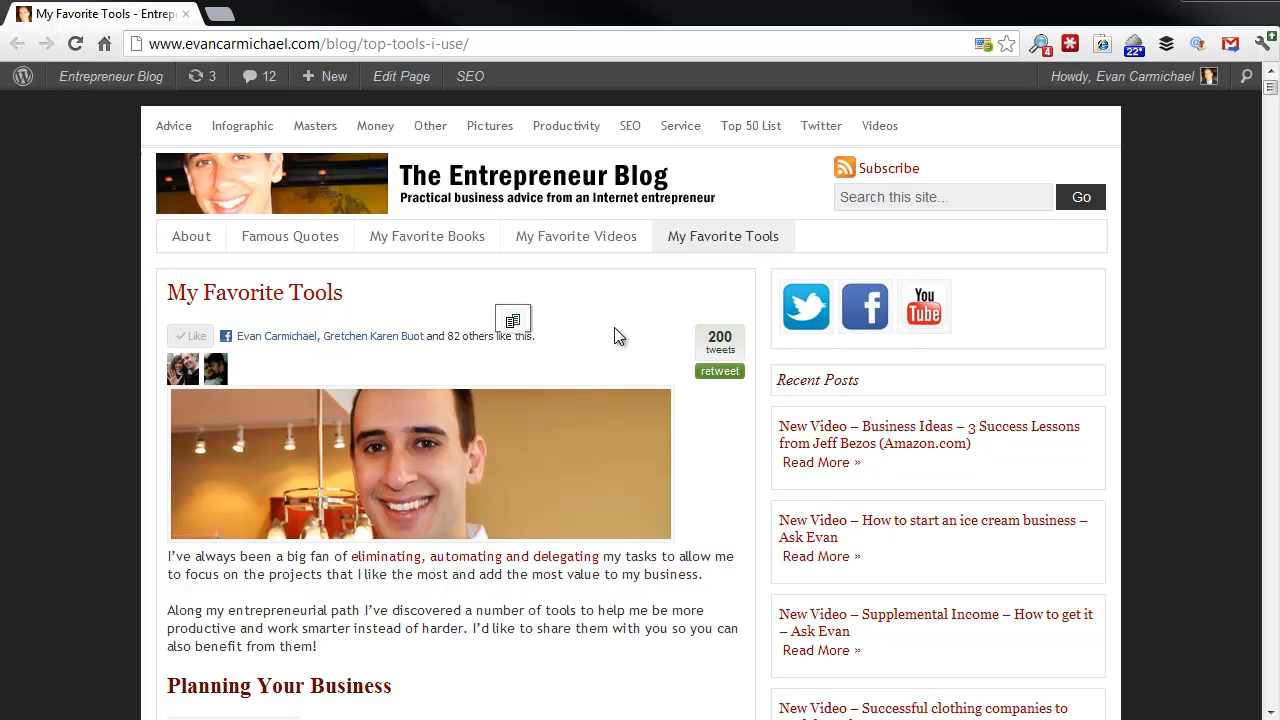 My Favorite Tools - Entrep
www.evancarmichael.com/blog/top-tools-i-use/
4
22°
Entrepreneur Blog 3 12 New Edit Page SEO Howdy, Evan Carmichael
Advice Infographic Masters Money Other Pictures Productivity SEO Service Top 50 List Twitter Videos
The Entrepreneur Blog
Practical business advice from an Internet entrepreneur
Subscribe
Search this site... Go
About Famous Quotes My Favorite Books My Favorite Videos My Favorite Tools
My Favorite Tools
Like Evan Carmichael, Gretchen Karen Buot and 82 others like this.
200
tweets
retweet
I've always been a big fan of eliminating, automating and delegating my tasks to allow me
to focus on the projects that I like the most and add the most value to my business.
Along my entrepreneurial path I've discovered a number of tools to help me be more
productive and work smarter instead of harder. I'd like to share them with you so you can
also benefit from them!
Planning Your Business
You
Tube
Recent Posts
New Video – Business Ideas – 3 Success Lessons
from Jeff Bezos (Amazon.com)
Read More »
New Video – How to start an ice cream business –
Ask Evan
Read More »
New Video – Supplemental Income – How to get it
– Ask Evan
Read More »
New Video – Successful clothing companies to